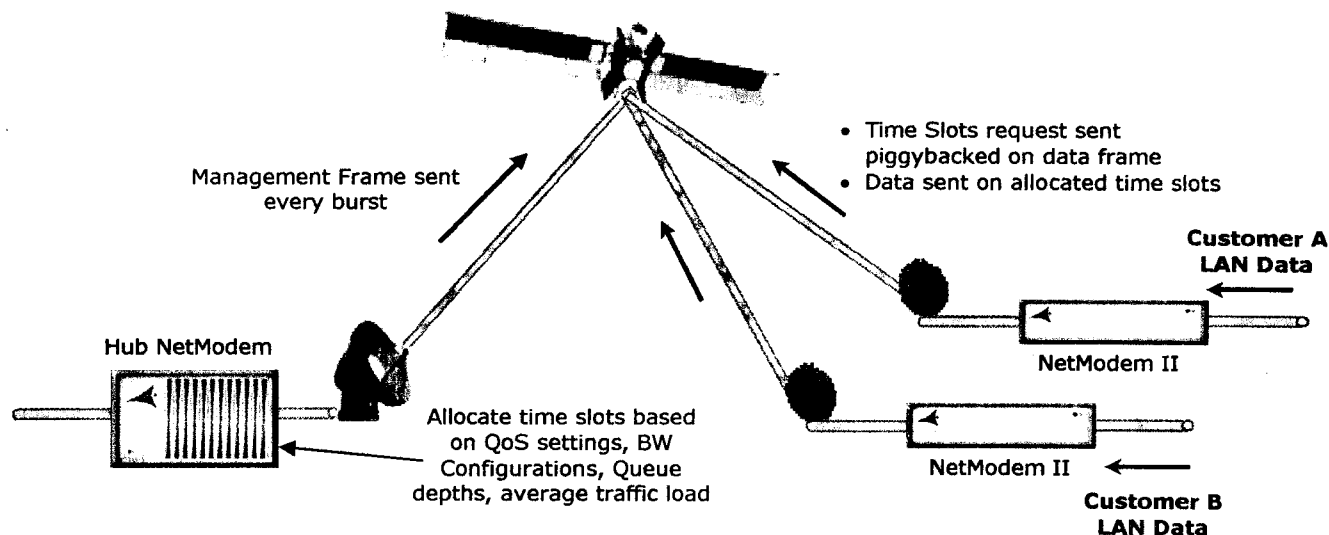 Management Frame sent
every burst
• Time Slots request sent
piggybacked on data frame
• Data sent on allocated time slots
Customer A
LAN Data
NetModem II
Hub NetModem
Allocate time slots based
on QoS settings, BW
Configurations, Queue
depths, average traffic load
NetModem II
Customer B
LAN Data